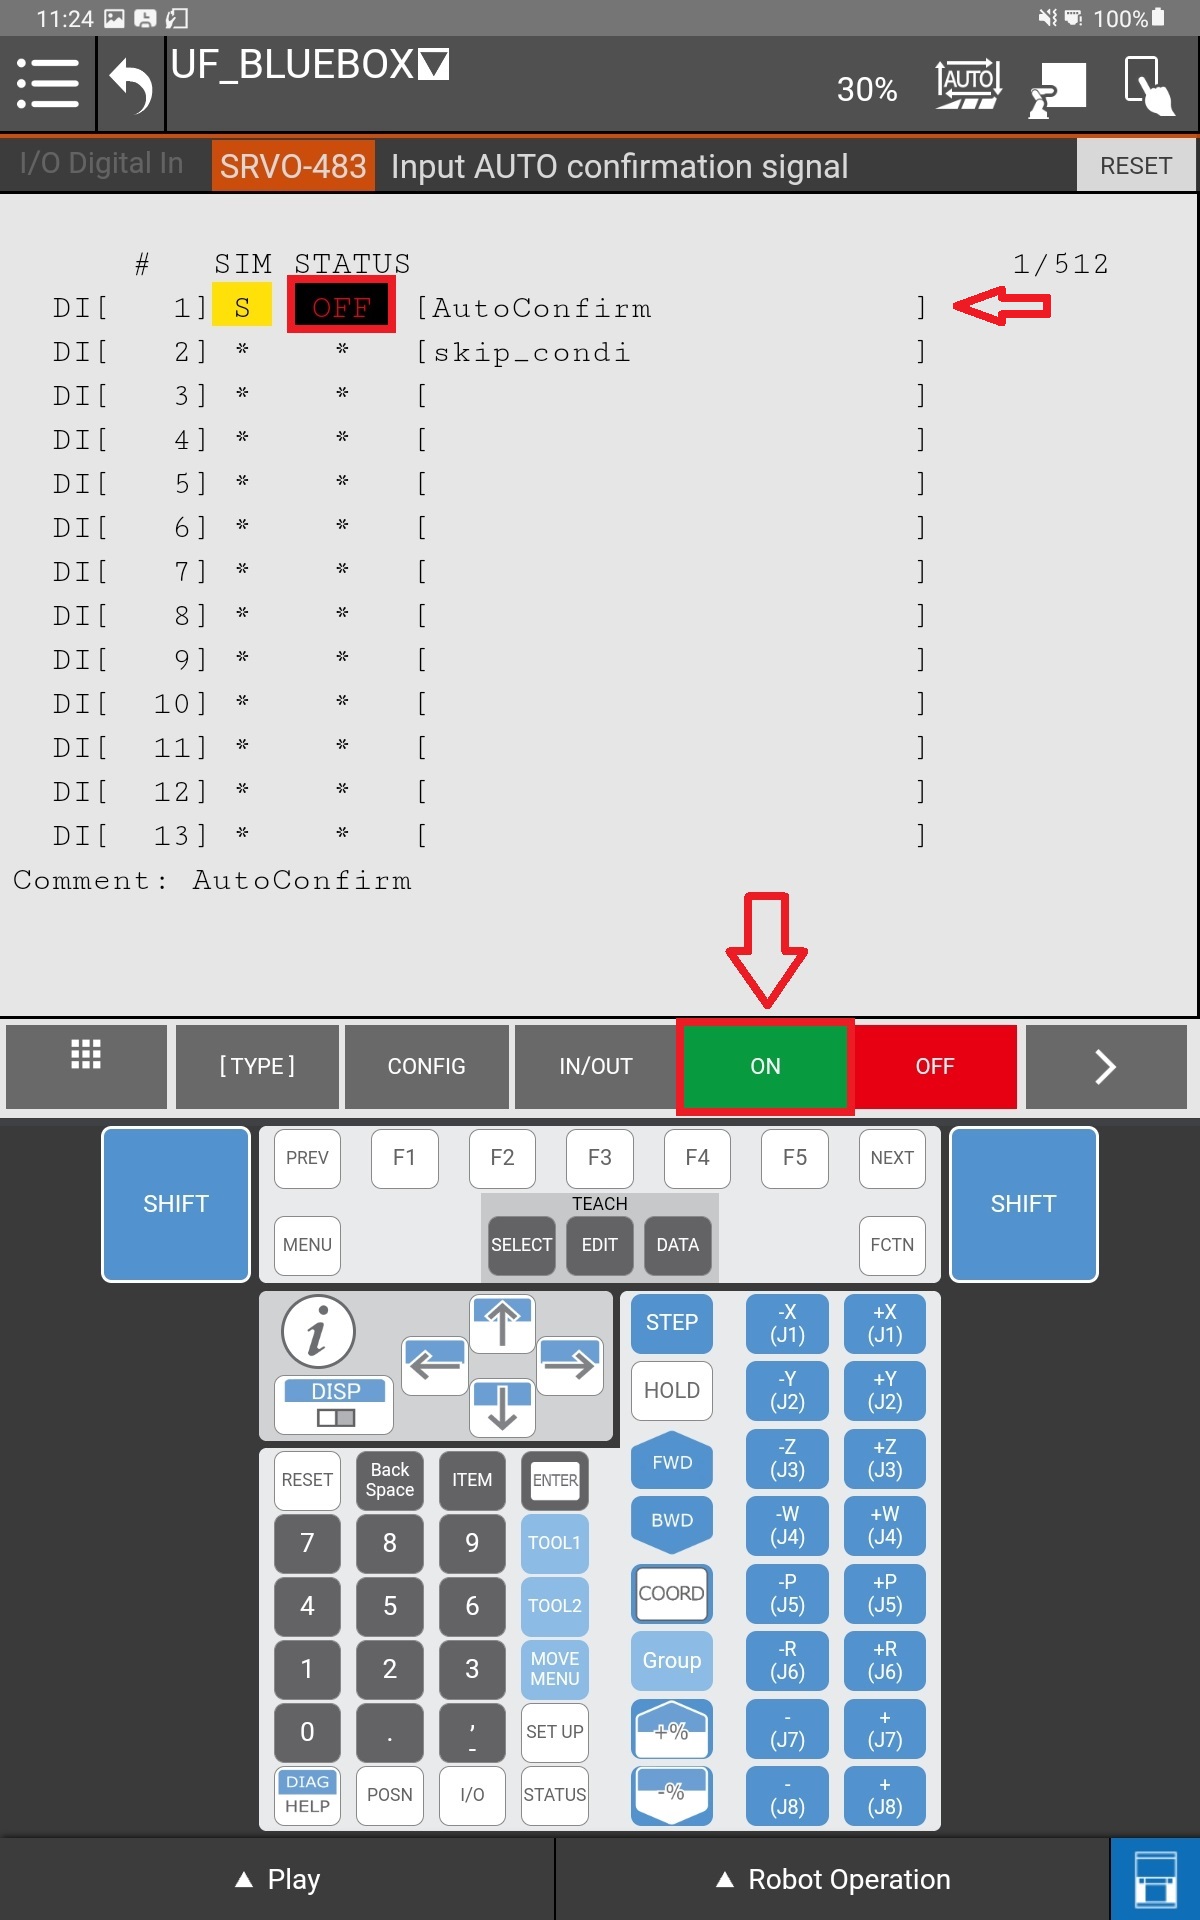 11:24 100%
UF_BLUEBOX
30% AUTO
I/O Digital In SRVO-483 Input AUTO confirmation signal RESET
# SIM STATUS 1/512
DI[ 1] S OFF [AutoConfirm ]
DI[ 2] * * [skip_condi ]
DI[ 3] * * [ ]
DI[ 4] * * [ ]
DI[ 5] * * [ ]
DI[ 6] * * [ ]
DI[ 7] * * [ ]
DI[ 8] * * [ ]
DI[ 9] * * [ ]
DI[ 10] * * [ ]
DI[ 11] * * [ ]
DI[ 12] * * [ ]
DI[ 13] * * [ ]
Comment: AutoConfirm
[ TYPE ] CONFIG IN/OUT ON OFF >
SHIFT
PREV F1 F2 F3 F4 F5 NEXT
TEACH
MENU SELECT EDIT DATA FCTN
SHIFT
i
DISP
RESET Back Space ITEM ENTER
7 8 9 TOOL1
4 5 6 TOOL2
1 2 3 MOVE MENU
0 . , - SET UP
DIAG HELP POSN I/O STATUS
STEP
HOLD
FWD
BWD
COORD
Group
+%
-%
-X (J1) +X (J1)
-Y (J2) +Y (J2)
-Z (J3) +Z (J3)
-W (J4) +W (J4)
-P (J5) +P (J5)
-R (J6) +R (J6)
- (J7) + (J7)
- (J8) + (J8)
▲ Play ▲ Robot Operation